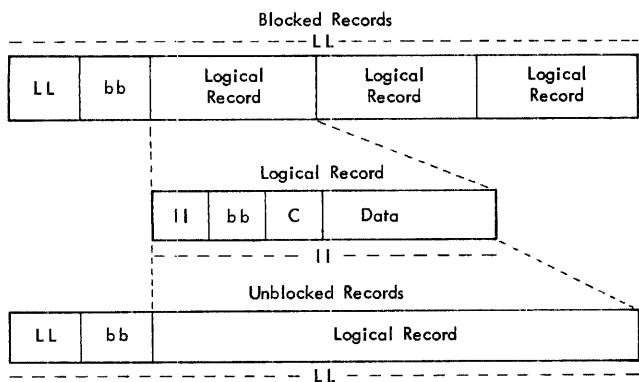 Blocked Records
LL
LL bb Logical Record Logical Record Logical Record
Logical Record
ll bb C Data
ll
Unblocked Records
LL bb Logical Record
LL